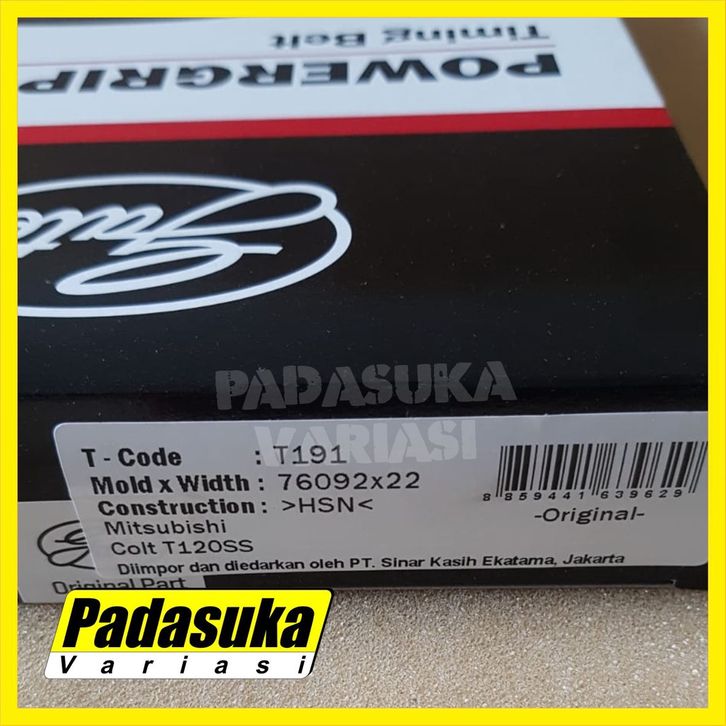 Timing Belt
POWERGRIP
PADASUKA
VARIASI
T - Code : T191
Mold x Width : 76092x22
Construction : >HSN<
Mitsubishi
Colt T120SS
Diimpor dan diedarkan oleh PT. Sinar Kasih Ekatama, Jakarta
8 859441 639629
-Original-
Original Part
Padasuka
Variasi